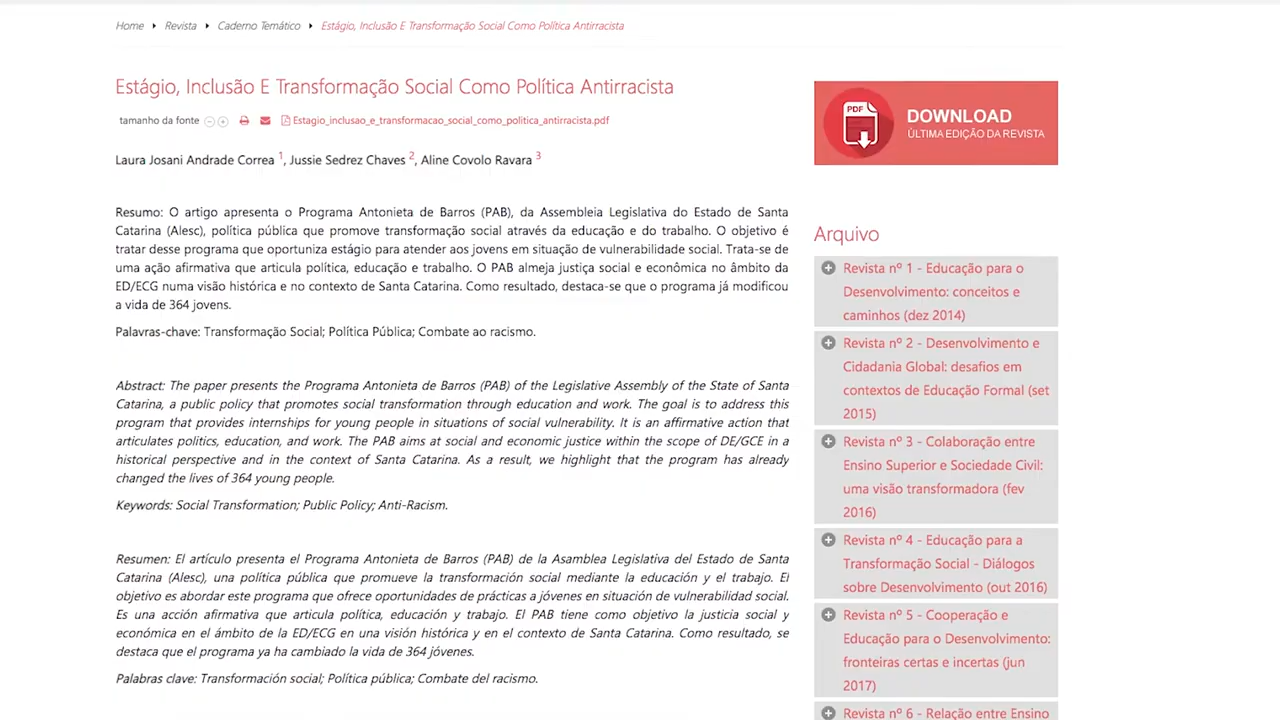 Home Revista Caderno Temático Estágio, Inclusão E Transformação Social Como Política Antirracista
Estágio, Inclusão E Transformação Social Como Política Antirracista
tamanho da fonte Estagio_inclusao_e_transformacao_social_como_politica_antirracista.pdf
Laura Josani Andrade Correa 1, Jussie Sedrez Chaves 2, Aline Covolo Ravara 3
Resumo: O artigo apresenta o Programa Antonieta de Barros (PAB), da Assembleia Legislativa do Estado de Santa
Catarina (Alesc), política pública que promove transformação social através da educação e do trabalho. O objetivo é
tratar desse programa que oportuniza estágio para atender aos jovens em situação de vulnerabilidade social. Trata-se de
uma ação afirmativa que articula política, educação e trabalho. O PAB almeja justiça social e econômica no âmbito da
ED/ECG numa visão histórica e no contexto de Santa Catarina. Como resultado, destaca-se que o programa já modificou
a vida de 364 jovens.
Palavras-chave: Transformação Social; Política Pública; Combate ao racismo.
Abstract: The paper presents the Programa Antonieta de Barros (PAB) of the Legislative Assembly of the State of Santa
Catarina, a public policy that promotes social transformation through education and work. The goal is to address this
program that provides internships for young people in situations of social vulnerability. It is an affirmative action that
articulates politics, education, and work. The PAB aims at social and economic justice within the scope of DE/GCE in a
historical perspective and in the context of Santa Catarina. As a result, we highlight that the program has already
changed the lives of 364 young people.
Keywords: Social Transformation; Public Policy; Anti-Racism.
Resumen: El artículo presenta el Programa Antonieta de Barros (PAB) de la Asamblea Legislativa del Estado de Santa
Catarina (Alesc), una política pública que promueve la transformación social mediante la educación y el trabajo. El
objetivo es abordar este programa que ofrece oportunidades de prácticas a jóvenes en situación de vulnerabilidad social.
Es una acción afirmativa que articula política, educación y trabajo. El PAB tiene como objetivo la justicia social y
económica en el ámbito de la ED/ECG en una visión histórica y en el contexto de Santa Catarina. Como resultado, se
destaca que el programa ya ha cambiado la vida de 364 jóvenes.
Palabras clave: Transformación social; Política pública; Combate del racismo.
PDF
DOWNLOAD
ÚLTIMA EDIÇÃO DA REVISTA
Arquivo
Revista nº 1 - Educação para o
Desenvolvimento: conceitos e
caminhos (dez 2014)
Revista nº 2 - Desenvolvimento e
Cidadania Global: desafios em
contextos de Educação Formal (set
2015)
Revista nº 3 - Colaboração entre
Ensino Superior e Sociedade Civil:
uma visão transformadora (fev
2016)
Revista nº 4 - Educação para a
Transformação Social - Diálogos
sobre Desenvolvimento (out 2016)
Revista nº 5 - Cooperação e
Educação para o Desenvolvimento:
fronteiras certas e incertas (jun
2017)
Revista nº 6 - Relação entre Ensino